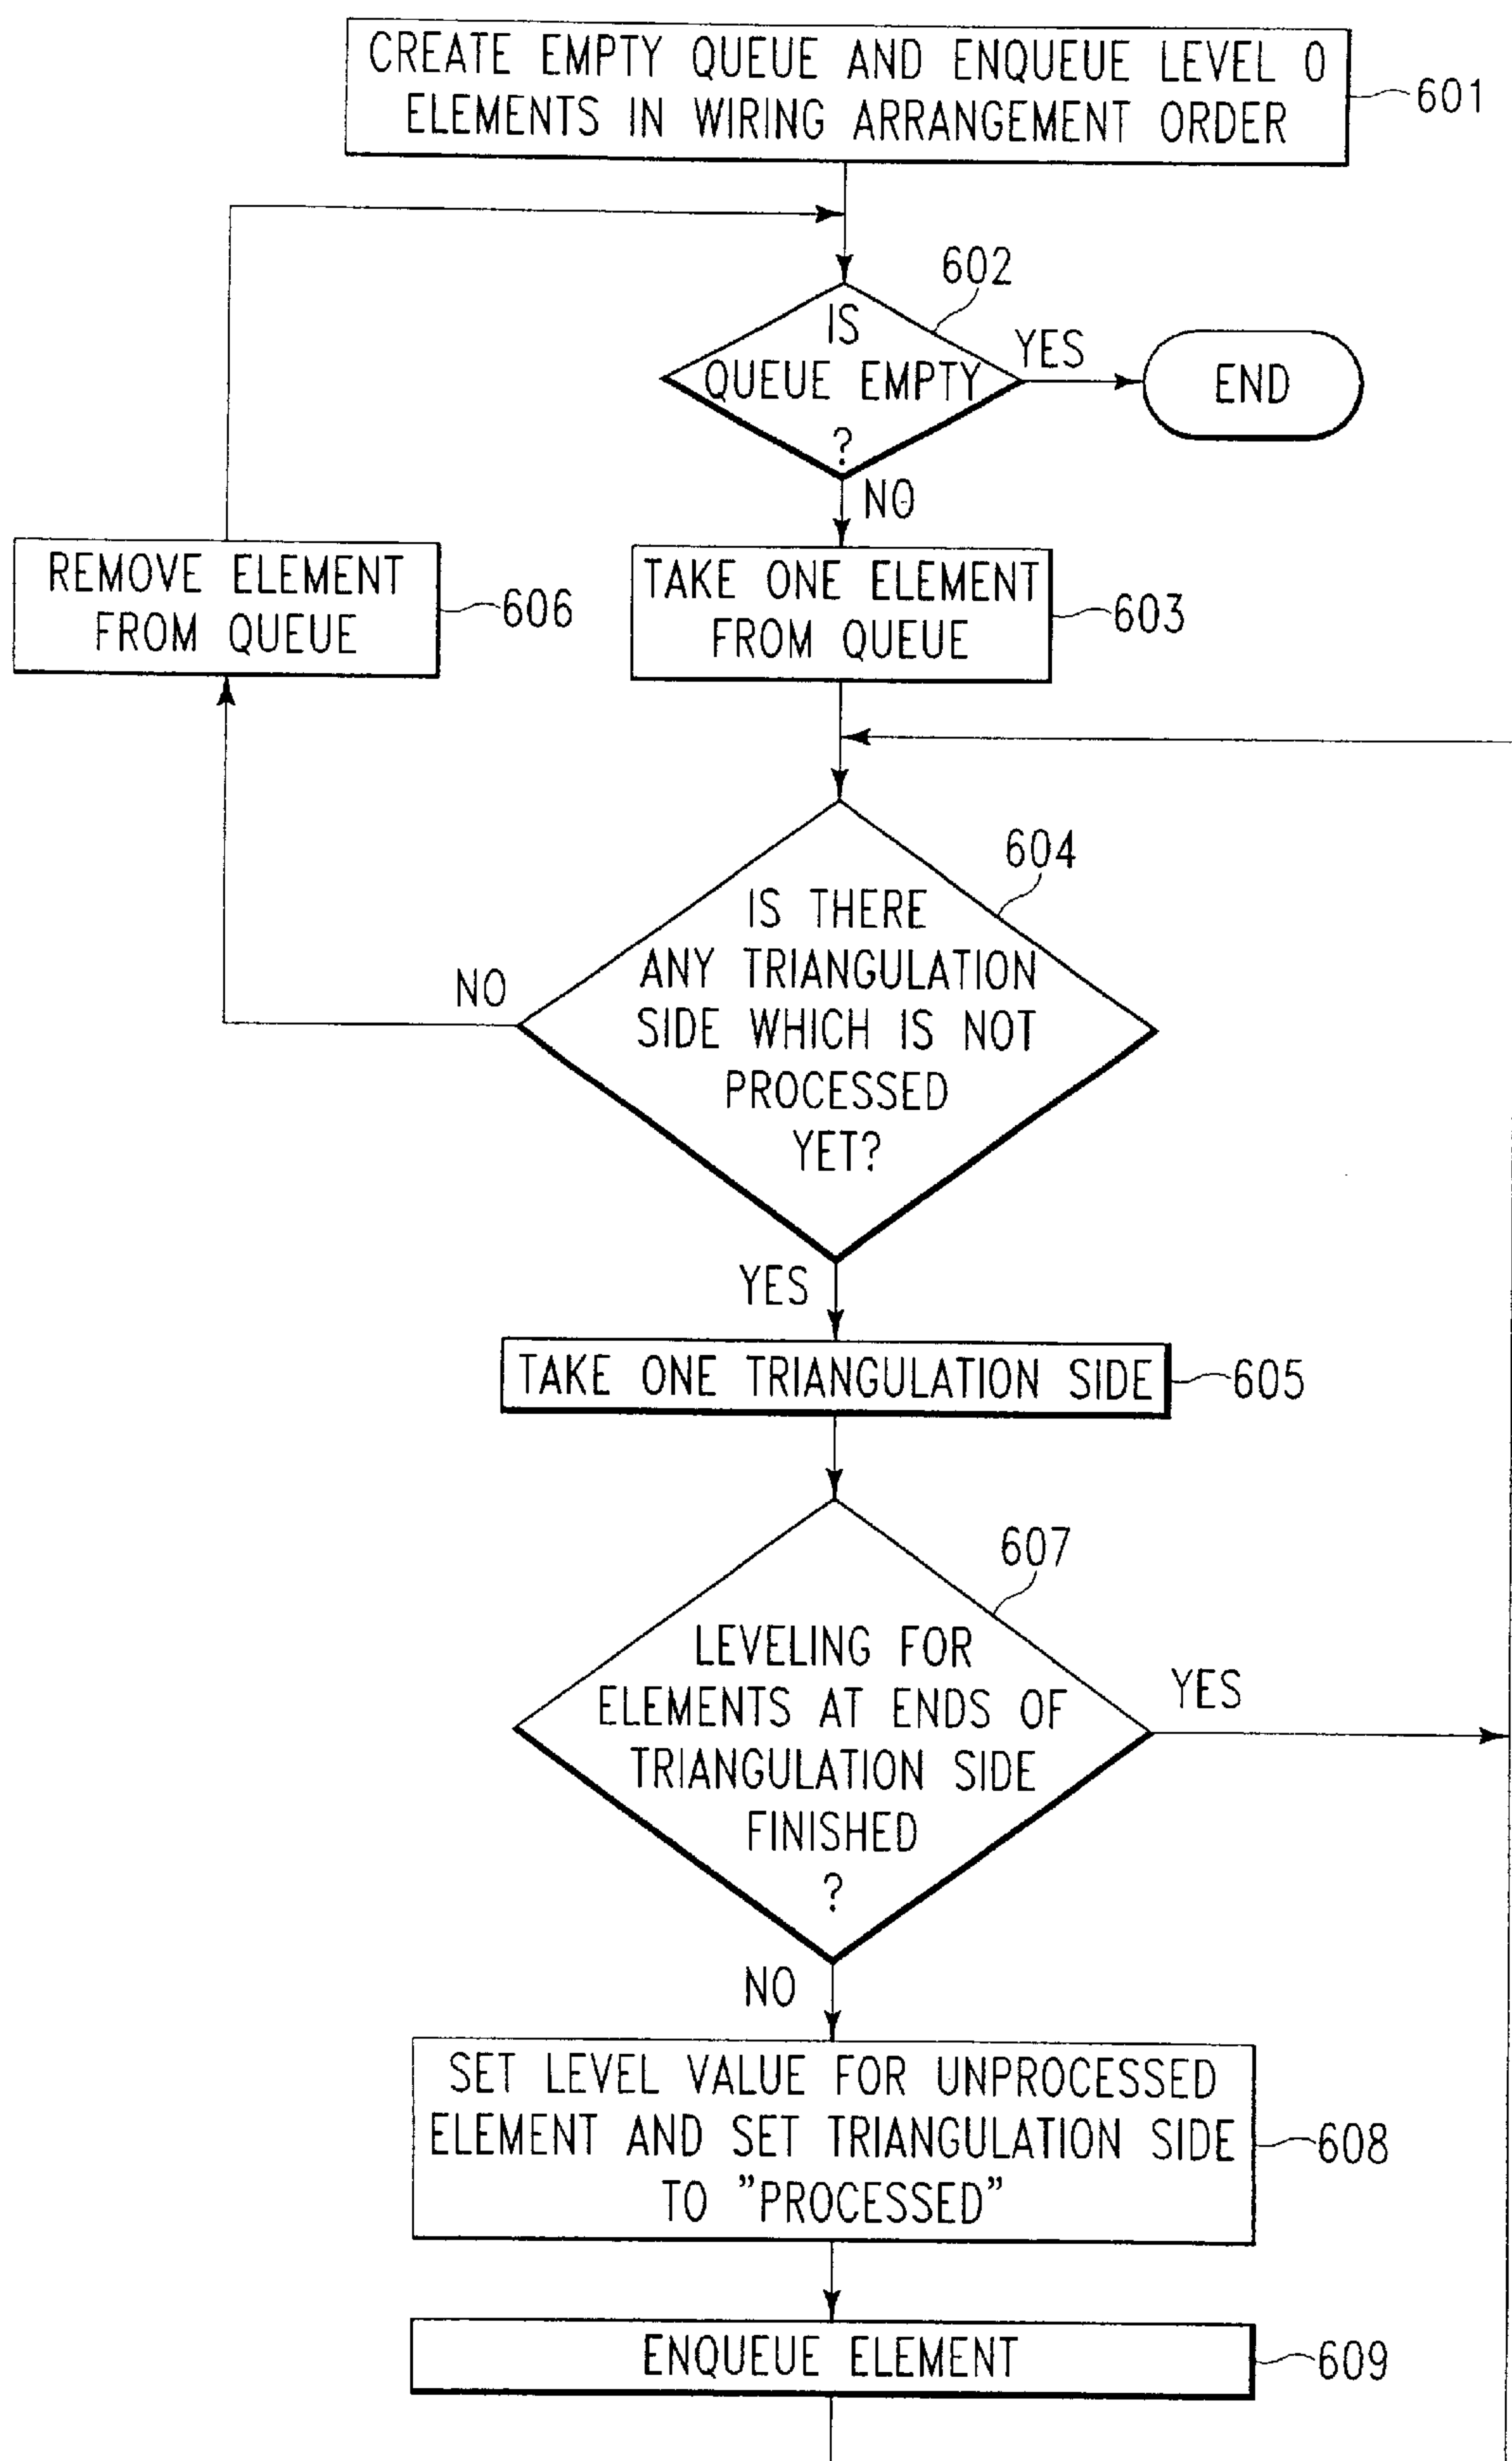 CREATE EMPTY QUEUE AND ENQUEUE LEVEL 0
ELEMENTS IN WIRING ARRANGEMENT ORDER
601
602
IS
QUEUE EMPTY
?
YES
END
NO
REMOVE ELEMENT
FROM QUEUE
606
TAKE ONE ELEMENT
FROM QUEUE
603
604
IS THERE
ANY TRIANGULATION
SIDE WHICH IS NOT
PROCESSED
YET?
NO
YES
TAKE ONE TRIANGULATION SIDE
605
607
LEVELING FOR
ELEMENTS AT ENDS OF
TRIANGULATION SIDE
FINISHED
?
YES
NO
SET LEVEL VALUE FOR UNPROCESSED
ELEMENT AND SET TRIANGULATION SIDE
TO "PROCESSED"
608
ENQUEUE ELEMENT
609